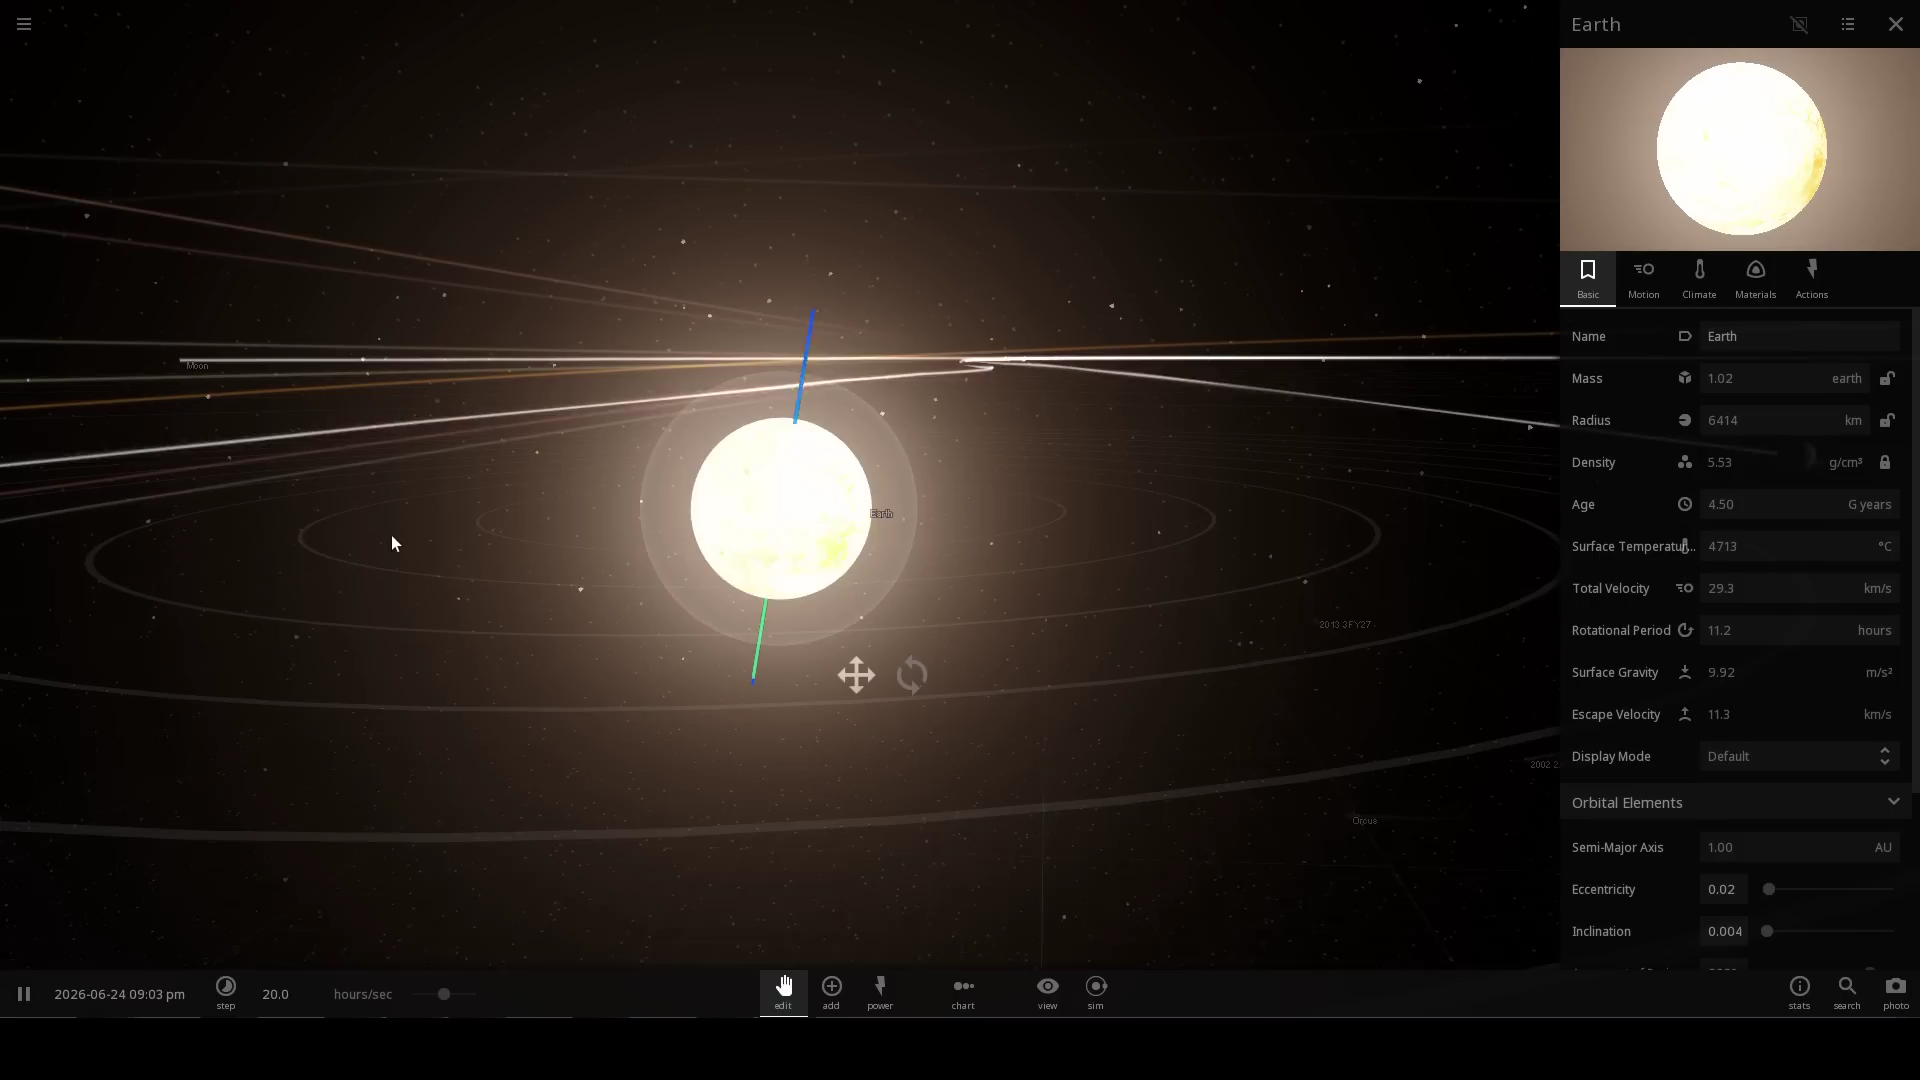 Earth
Basic
Motion
Climate
Materials
Actions
Name Earth
Mass 1.02 earth
Radius 6414 km
Density 5.53 g/cm³
Age 4.50 G years
Surface Temperatur... 4713 °C
Total Velocity 29.3 km/s
Rotational Period 11.2 hours
Surface Gravity 9.92 m/s²
Escape Velocity 11.3 km/s
Display Mode Default
Orbital Elements
Semi-Major Axis 1.00 AU
Eccentricity 0.02
Inclination 0.004
Moon
Earth
2013 3FY27
2002 2
Orcus
2026-06-24 09:03 pm
step
20.0 hours/sec
edit
add
power
chart
view
sim
stats
search
photo